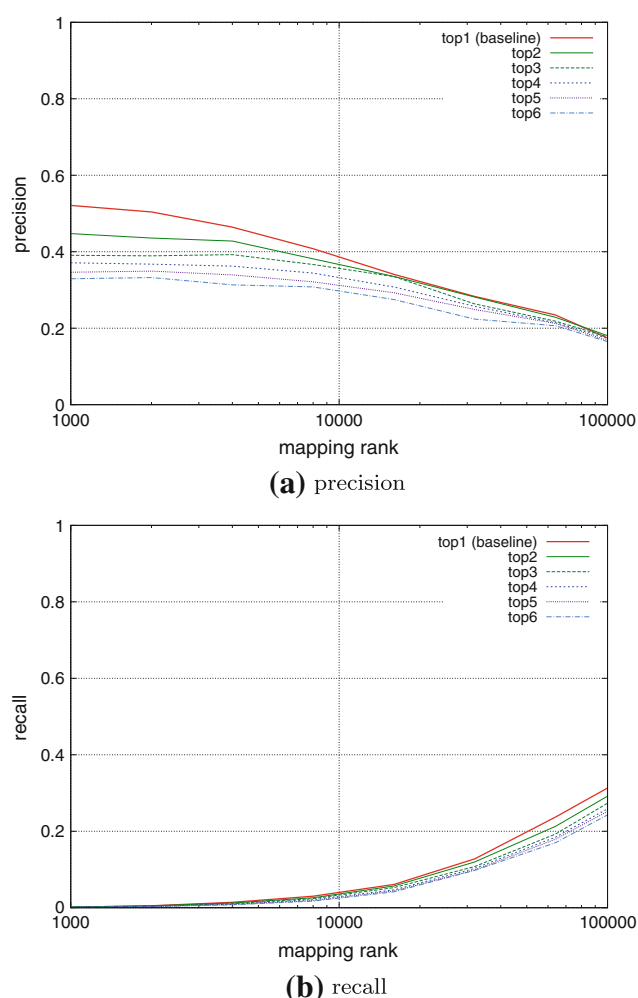 1
0.8
0.6
0.4
0.2
0
precision
top1 (baseline)
top2
top3
top4
top5
top6
1000 10000 100000
mapping rank
(a) precision
1
0.8
0.6
0.4
0.2
0
recall
top1 (baseline)
top2
top3
top4
top5
top6
1000 10000 100000
mapping rank
(b) recall